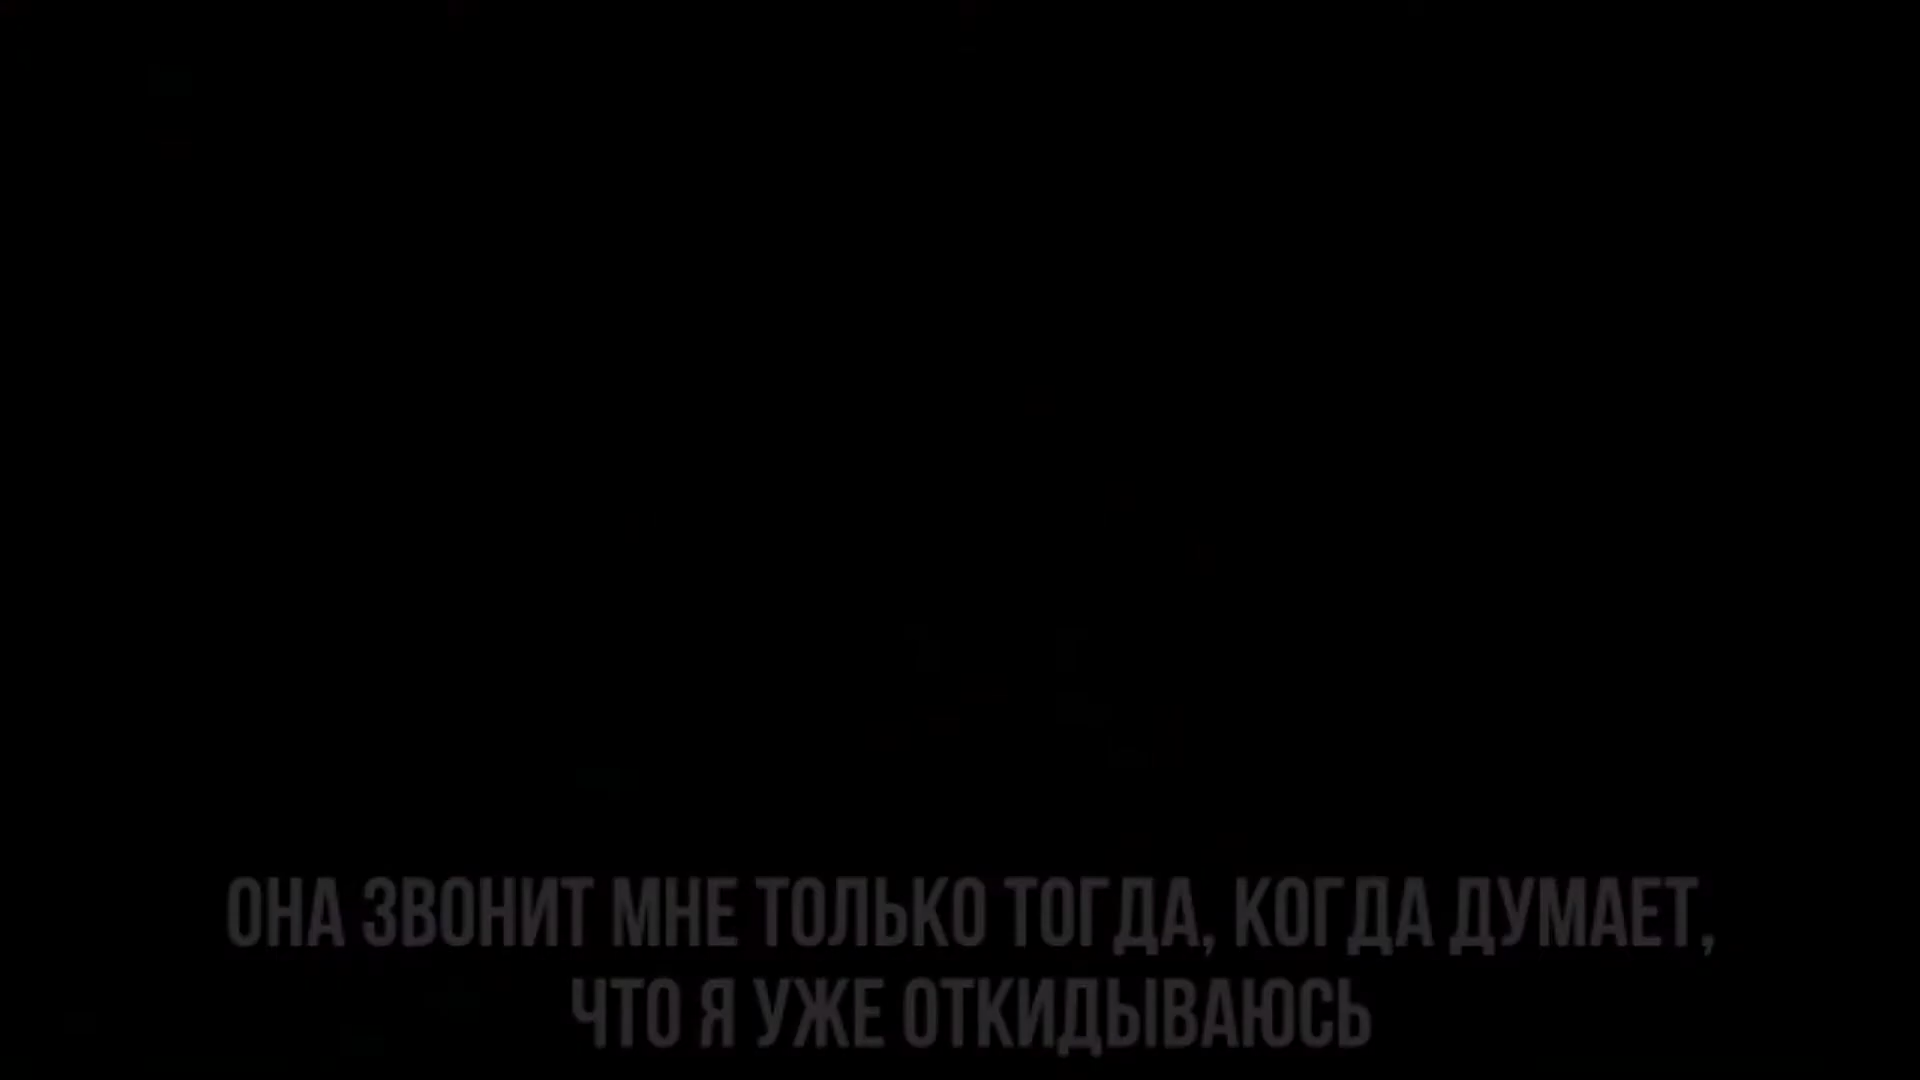 ОНА ЗВОНИТ МНЕ ТОЛЬКО ТОГДА, КОГДА ДУМАЕТ,
ЧТО Я УЖЕ ОТКИДЫВАЮСЬ